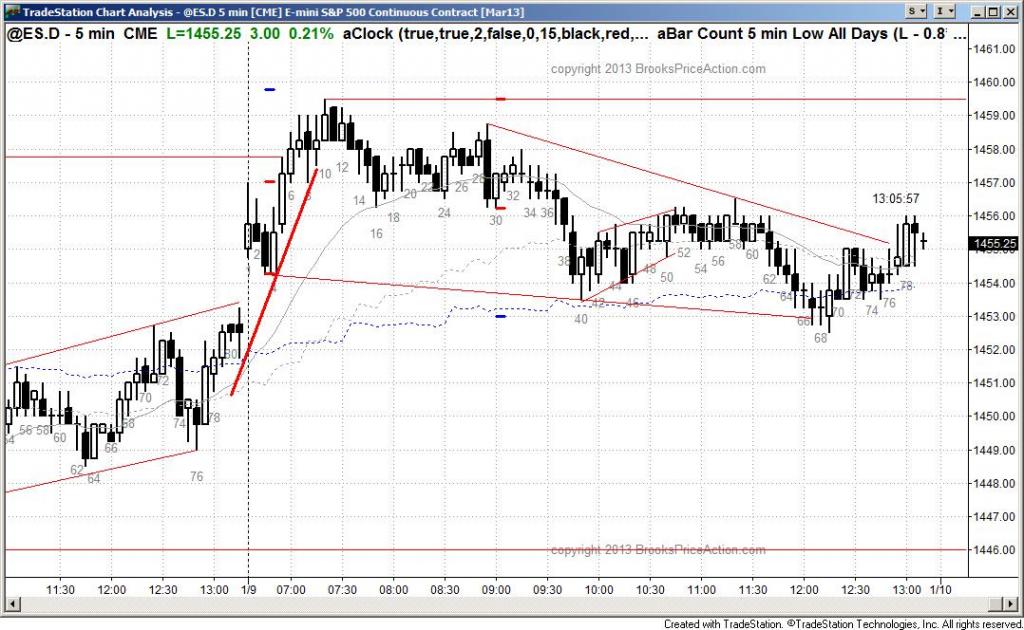 TradeStation Chart Analysis - @ES.D 5 min [CME] E-mini S&P 500 Continuous Contract [Mar13]
S
I
@ES.D - 5 min CME L=1455.25 3.00 0.21% aClock (true,true,2,false,0,15,black,red,... aBar Count 5 min Low All Days (L - 0.8 ...
copyright 2013 BrooksPriceAction.com
1461.00
1460.00
1459.00
1458.00
1457.00
1456.00
1455.25
1454.00
1453.00
1452.00
1451.00
1450.00
1449.00
1448.00
1447.00
1446.00
13:05:57
56 58 60 62 64 66 68 70 72 74 76 78 80
2 4 6 10 12 14 16 18 20 22 24 26 28 30 32 34 36 38 40 42 44 46 48 50 52 54 56 58 60 62 64 66 68 70 72 74 76 78
copyright 2013 BrooksPriceAction.com
11:30 12:00 12:30 13:00 1/9 07:00 07:30 08:00 08:30 09:00 09:30 10:00 10:30 11:00 11:30 12:00 12:30 13:00 1/10
Created with TradeStation. ©TradeStation Technologies, Inc. All rights reserved.